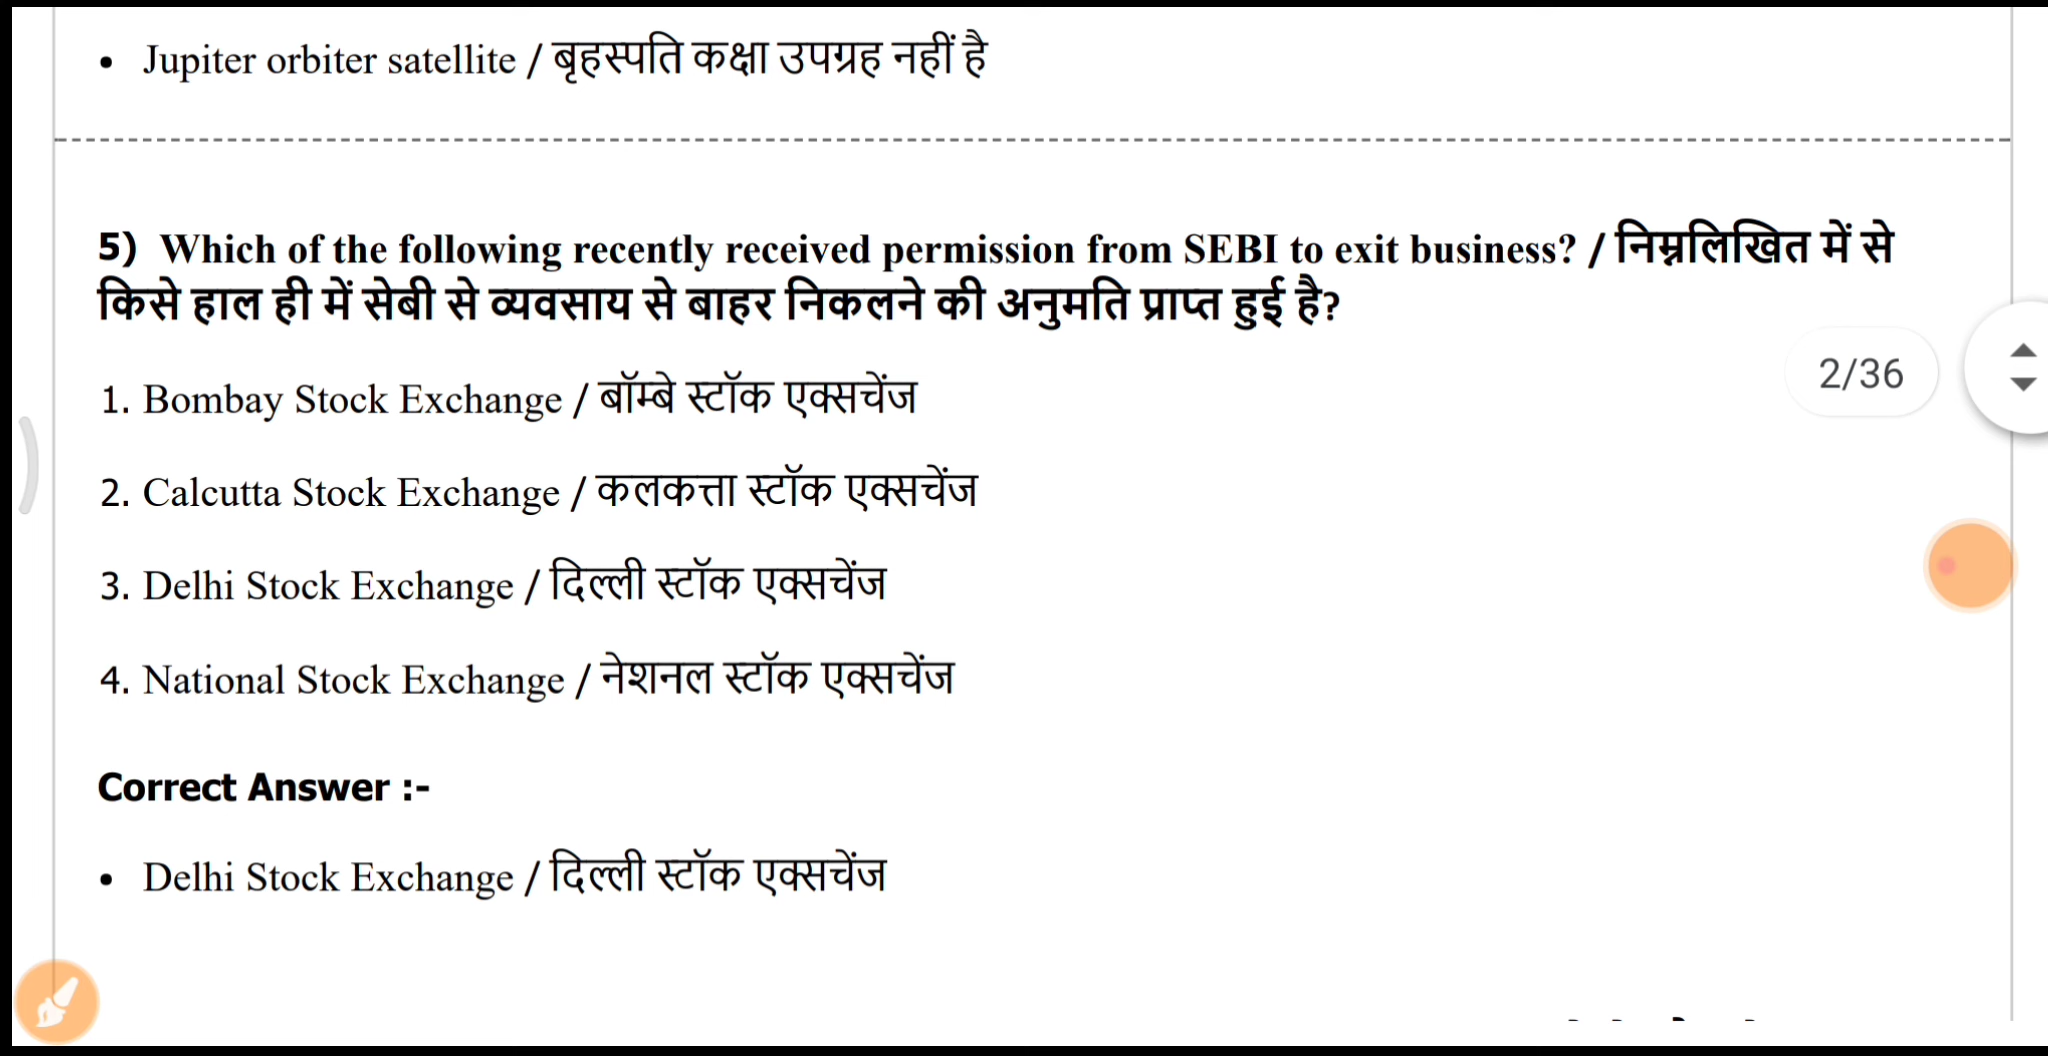 • Jupiter orbiter satellite / बृहस्पति कक्षा उपग्रह नहीं है
5) Which of the following recently received permission from SEBI to exit business? / निम्नलिखित में से
किसे हाल ही में सेबी से व्यवसाय से बाहर निकलने की अनुमति प्राप्त हुई है?
2/36
1. Bombay Stock Exchange / बॉम्बे स्टॉक एक्सचेंज
2. Calcutta Stock Exchange / कलकत्ता स्टॉक एक्सचेंज
3. Delhi Stock Exchange / दिल्ली स्टॉक एक्सचेंज
4. National Stock Exchange / नेशनल स्टॉक एक्सचेंज
Correct Answer :-
• Delhi Stock Exchange / दिल्ली स्टॉक एक्सचेंज